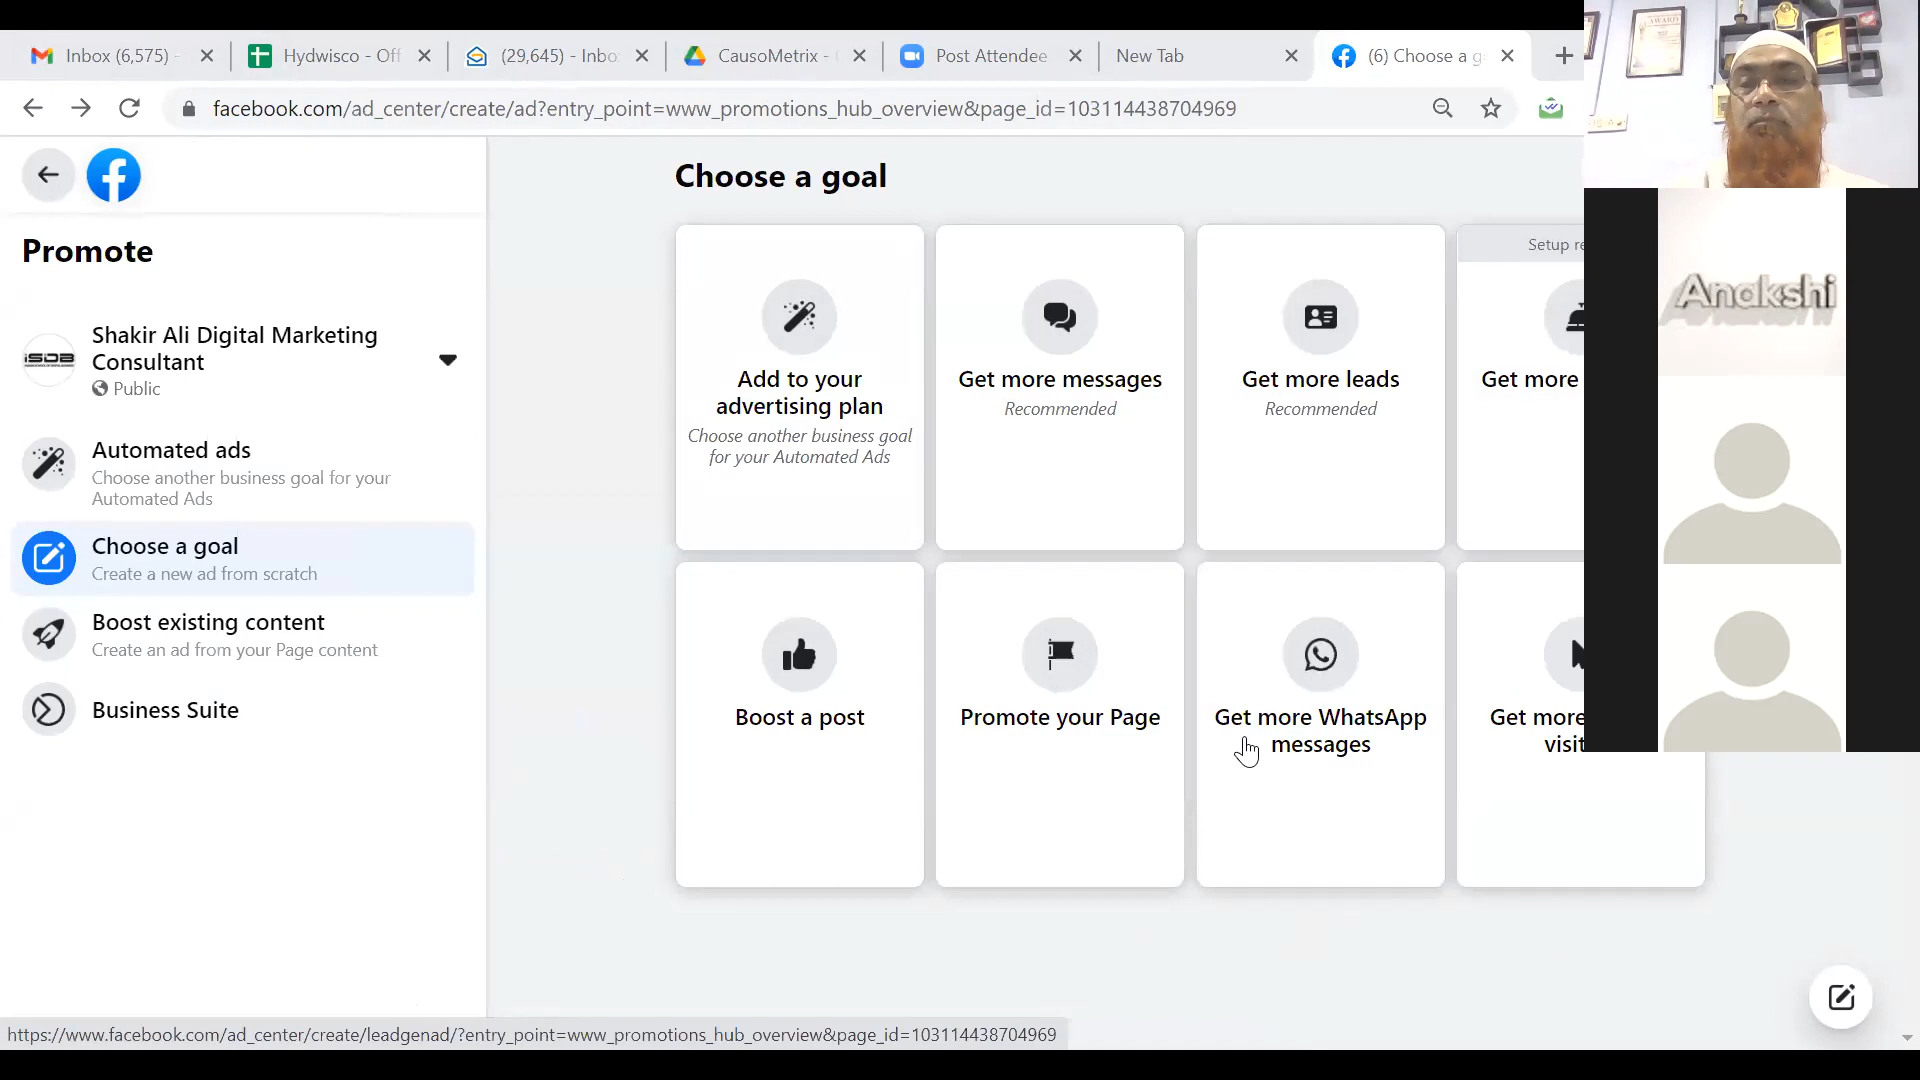 Inbox (6,575) -
Hydwisco - Off
(29,645) - Inbo
CausoMetrix -
Post Attendee
New Tab
(6) Choose a g
facebook.com/ad_center/create/ad?entry_point=www_promotions_hub_overview&page_id=103114438704969
AWARD
Anakshi
Promote
Shakir Ali Digital Marketing
Consultant
iSDB
Public
Automated ads
Choose another business goal for your
Automated Ads
Choose a goal
Create a new ad from scratch
Boost existing content
Create an ad from your Page content
Business Suite
Choose a goal
Add to your
advertising plan
Choose another business goal
for your Automated Ads
Get more messages
Recommended
Get more leads
Recommended
Setup re
Get more
Boost a post
Promote your Page
Get more WhatsApp
messages
Get more
visit
https://www.facebook.com/ad_center/create/leadgenad/?entry_point=www_promotions_hub_overview&page_id=103114438704969